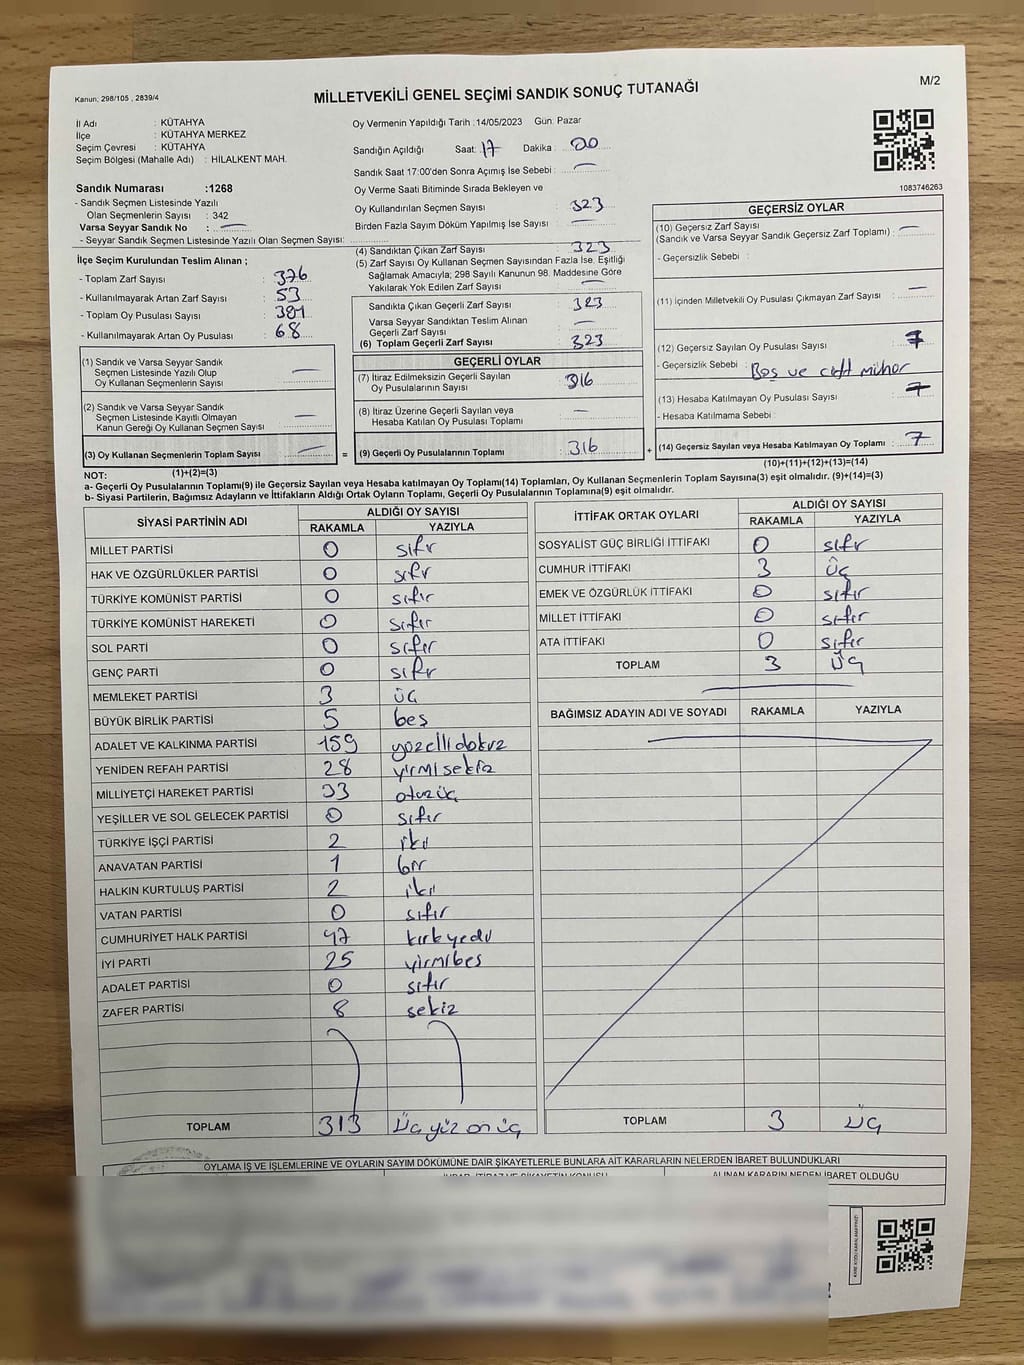 Kanun, 298/105 , 2839/4
MİLLETVEKİLİ GENEL SEÇİMİ SANDIK SONUÇ TUTANAĞI
M/2
İl Adı : KÜTAHYA
İlçe : KÜTAHYA MERKEZ
Seçim Çevresi : KÜTAHYA
Seçim Bölgesi (Mahalle Adı) : HİLALKENT MAH.
Sandık Numarası :1268
- Sandık Seçmen Listesinde Yazılı
Olan Seçmenlerin Sayısı : 342
Varsa Seyyar Sandık No : —
- Seyyar Sandık Seçmen Listesinde Yazılı Olan Seçmen Sayısı:
İlçe Seçim Kurulundan Teslim Alınan ;
- Toplam Zarf Sayısı : 376
- Kullanılmayarak Artan Zarf Sayısı : 53
- Toplam Oy Pusulası Sayısı : 391
- Kullanılmayarak Artan Oy Pusulası : 68
(1) Sandık ve Varsa Seyyar Sandık
Seçmen Listesinde Yazılı Olup
Oy Kullanan Seçmenlerin Sayısı : —
(2) Sandık ve Varsa Seyyar Sandık
Seçmen Listesinde Kayıtlı Olmayan
Kanun Gereği Oy Kullanan Seçmen Sayısı : —
(3) Oy Kullanan Seçmenlerin Toplam Sayısı : —
(1)+(2)=(3)
Oy Vermenin Yapıldığı Tarih :14/05/2023 Gün: Pazar
Sandığın Açıldığı Saat: 17 Dakika : 00
Sandık Saat 17:00'den Sonra Açımış İse Sebebi : —
Oy Verme Saati Bitiminde Sırada Bekleyen ve
Oy Kullandırılan Seçmen Sayısı : 323
Birden Fazla Sayım Döküm Yapılmış İse Sayısı : —
(4) Sandıktan Çıkan Zarf Sayısı : 323
(5) Zarf Sayısı Oy Kullanan Seçmen Sayısından Fazla İse, Eşitliği
Sağlamak Amacıyla; 298 Sayılı Kanunun 98. Maddesine Göre
Yakılarak Yok Edilen Zarf Sayısı : —
Sandıkta Çıkan Geçerli Zarf Sayısı : 323
Varsa Seyyar Sandıktan Teslim Alınan
Geçerli Zarf Sayısı : —
(6) Toplam Geçerli Zarf Sayısı : 323
GEÇERLİ OYLAR
(7) İtiraz Edilmeksizin Geçerli Sayılan
Oy Pusulalarının Sayısı : 316
(8) İtiraz Üzerine Geçerli Sayılan veya
Hesaba Katılan Oy Pusulası Toplamı : —
= (9) Geçerli Oy Pusulalarının Toplamı : 316 +
1083746263
GEÇERSİZ OYLAR
(10) Geçersiz Zarf Sayısı : —
(Sandık ve Varsa Seyyar Sandık Geçersiz Zarf Toplamı)
- Geçersizlik Sebebi :
(11) İçinden Milletvekili Oy Pusulası Çıkmayan Zarf Sayısı : —
(12) Geçersiz Sayılan Oy Pusulası Sayısı : 7
- Geçersizlik Sebebi : Boş ve çift mühür
(13) Hesaba Katılmayan Oy Pusulası Sayısı : 7
- Hesaba Katılmama Sebebi :
(14) Geçersiz Sayılan veya Hesaba Katılmayan Oy Toplamı : 7
(10)+(11)+(12)+(13)=(14)
NOT:
a- Geçerli Oy Pusulalarının Toplamı(9) ile Geçersiz Sayılan veya Hesaba katılmayan Oy Toplamı(14) Toplamları, Oy Kullanan Seçmenlerin Toplam Sayısına(3) eşit olmalıdır. (9)+(14)=(3)
b- Siyasi Partilerin, Bağımsız Adayların ve İttifakların Aldığı Ortak Oyların Toplamı, Geçerli Oy Pusulalarının Toplamına(9) eşit olmalıdır.
SİYASİ PARTİNİN ADI ALDIĞI OY SAYISI
RAKAMLA YAZIYLA
MİLLET PARTİSİ 0 sıfır
HAK VE ÖZGÜRLÜKLER PARTİSİ 0 sıfır
TÜRKİYE KOMÜNİST PARTİSİ 0 sıfır
TÜRKİYE KOMÜNİST HAREKETİ 0 sıfır
SOL PARTİ 0 sıfır
GENÇ PARTİ 0 sıfır
MEMLEKET PARTİSİ 3 üç
BÜYÜK BİRLİK PARTİSİ 5 beş
ADALET VE KALKINMA PARTİSİ 159 yüzellidokuz
YENİDEN REFAH PARTİSİ 28 yirmisekiz
MİLLİYETÇİ HAREKET PARTİSİ 33 otuzüç
YEŞİLLER VE SOL GELECEK PARTİSİ 0 sıfır
TÜRKİYE İŞÇİ PARTİSİ 2 iki
ANAVATAN PARTİSİ 1 bir
HALKIN KURTULUŞ PARTİSİ 2 iki
VATAN PARTİSİ 0 sıfır
CUMHURİYET HALK PARTİSİ 47 kırkyedi
İYİ PARTİ 25 yirmibeş
ADALET PARTİSİ 0 sıfır
ZAFER PARTİSİ 8 sekiz
TOPLAM 313 Üç yüz on üç
İTTİFAK ORTAK OYLARI ALDIĞI OY SAYISI
RAKAMLA YAZIYLA
SOSYALİST GÜÇ BİRLİĞİ İTTİFAKI 0 sıfır
CUMHUR İTTİFAKI 3 üç
EMEK VE ÖZGÜRLÜK İTTİFAKI 0 sıfır
MİLLET İTTİFAKI 0 sıfır
ATA İTTİFAKI 0 sıfır
TOPLAM 3 Üç
BAĞIMSIZ ADAYIN ADI VE SOYADI RAKAMLA YAZIYLA
TOPLAM 3 Üç
OYLAMA İŞ VE İŞLEMLERİNE VE OYLARIN SAYIM DÖKÜMÜNE DAİR ŞİKAYETLERLE BUNLARA AİT KARARLARIN NELERDEN İBARET BULUNDUKLARI
ALINAN KARARIN NEDEN İBARET OLDUĞU